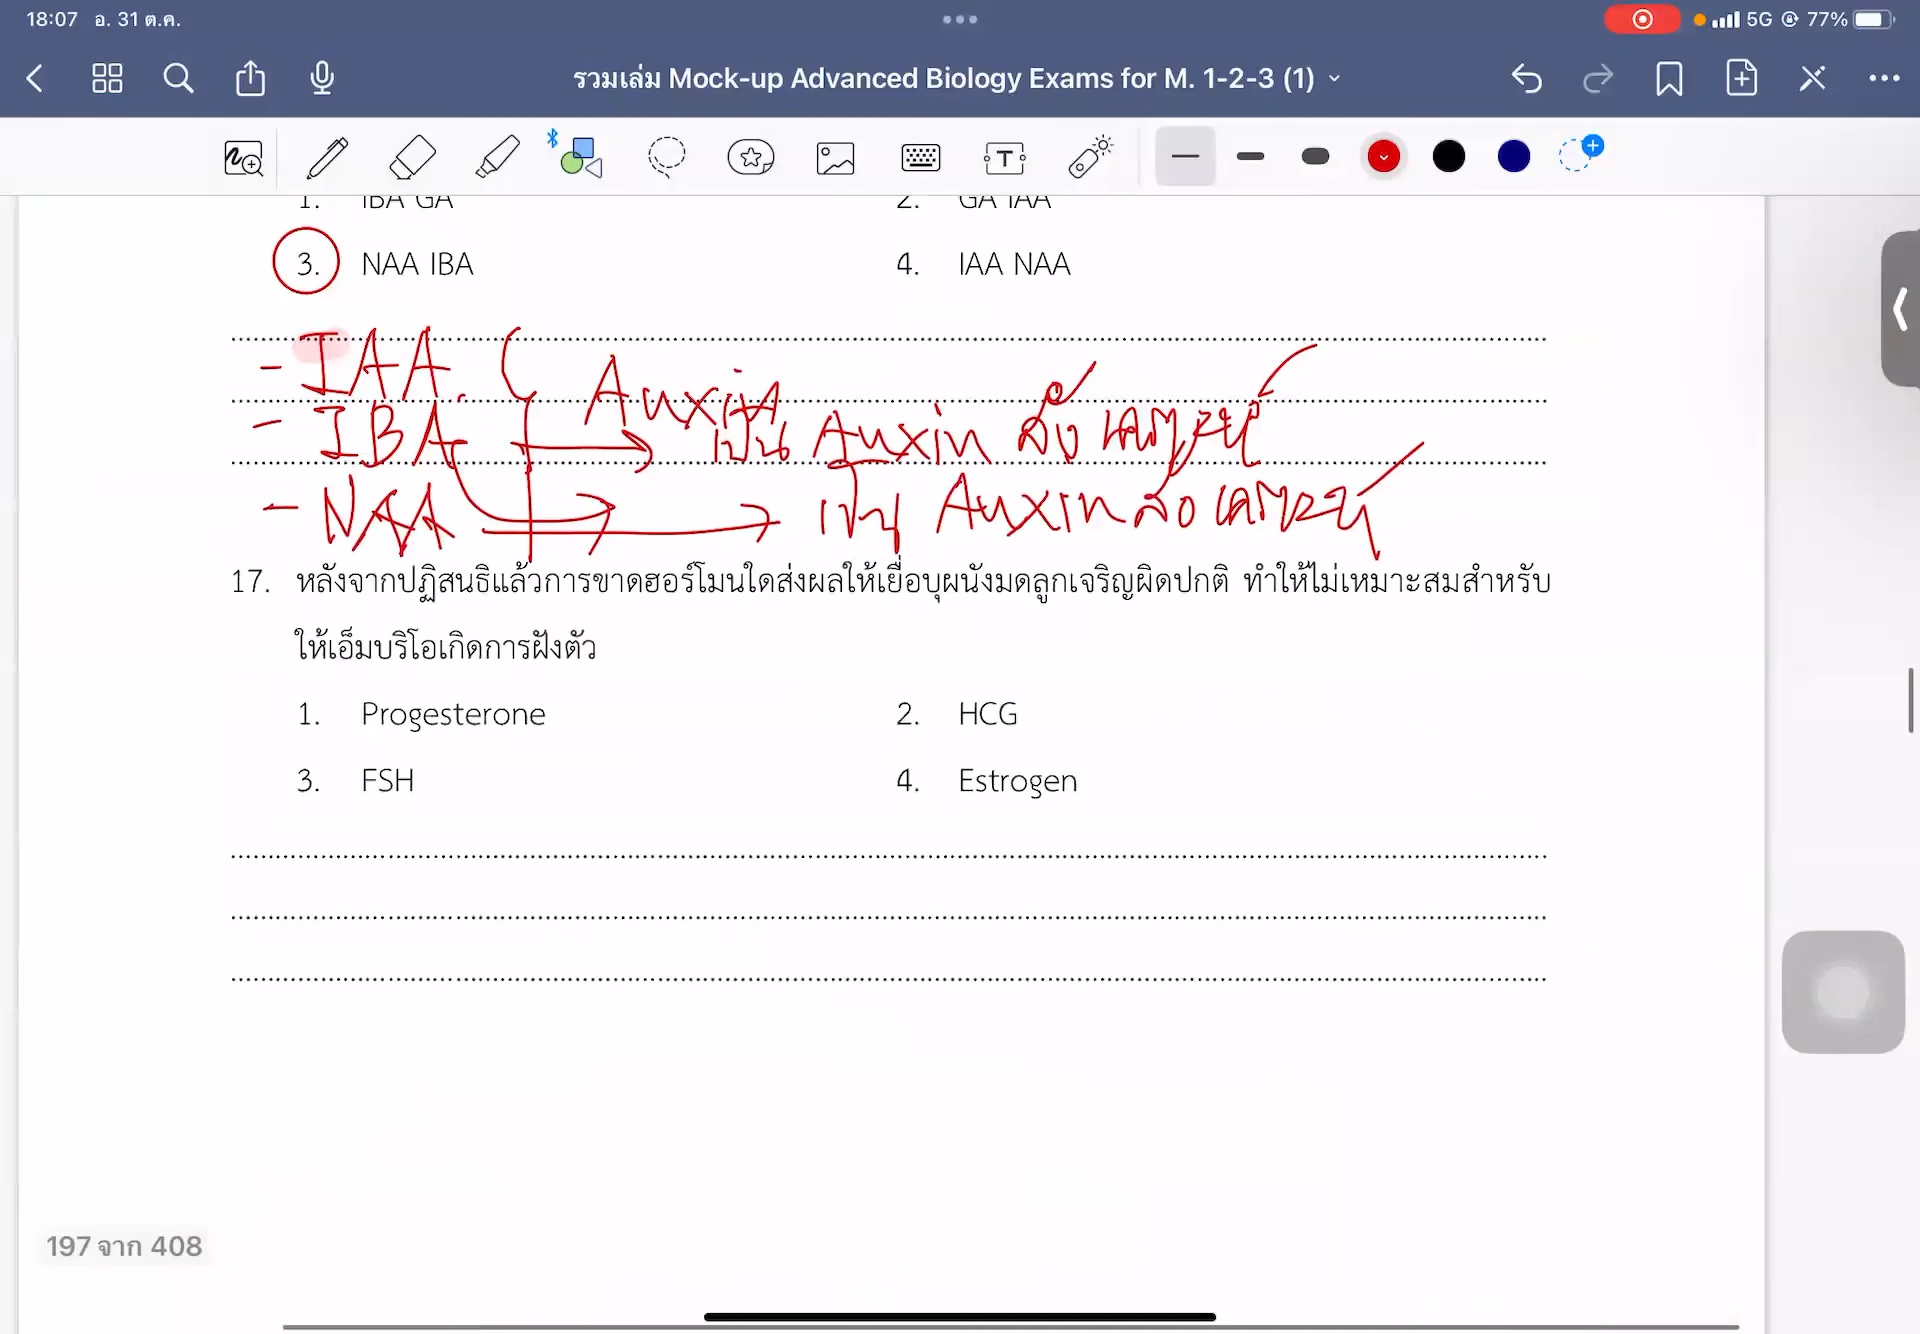 18:07 อ. 31 ต.ค.
5G 77%
รวมเล่ม Mock-up Advanced Biology Exams for M. 1-2-3 (1)
1. IBA GA 2. GA IAA
3. NAA IBA 4. IAA NAA
- IAA
Auxin
- IBA เป็น Auxin สังเคราะห์
- NAA เป็น Auxin สังเคราะห์
17. หลังจากปฏิสนธิแล้วการขาดฮอร์โมนใดส่งผลให้เยื่อบุผนังมดลูกเจริญผิดปกติ ทำให้ไม่เหมาะสมสำหรับ
ให้เอ็มบริโอเกิดการฝังตัว
1. Progesterone 2. HCG
3. FSH 4. Estrogen
197 จาก 408